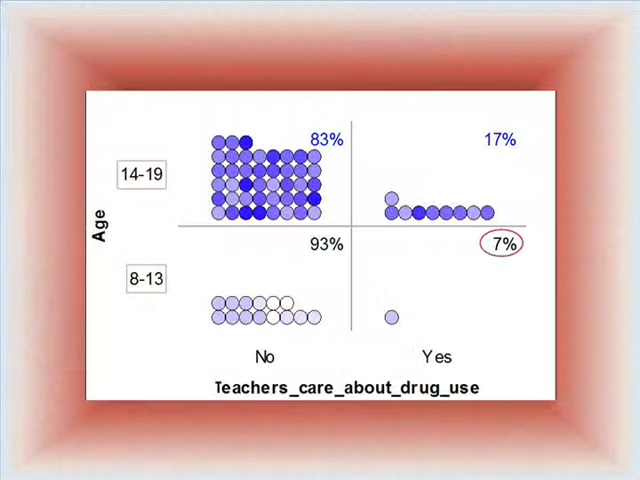 83%
17%
14-19
Age
93%
7%
8-13
No
Yes
Teachers_care_about_drug_use